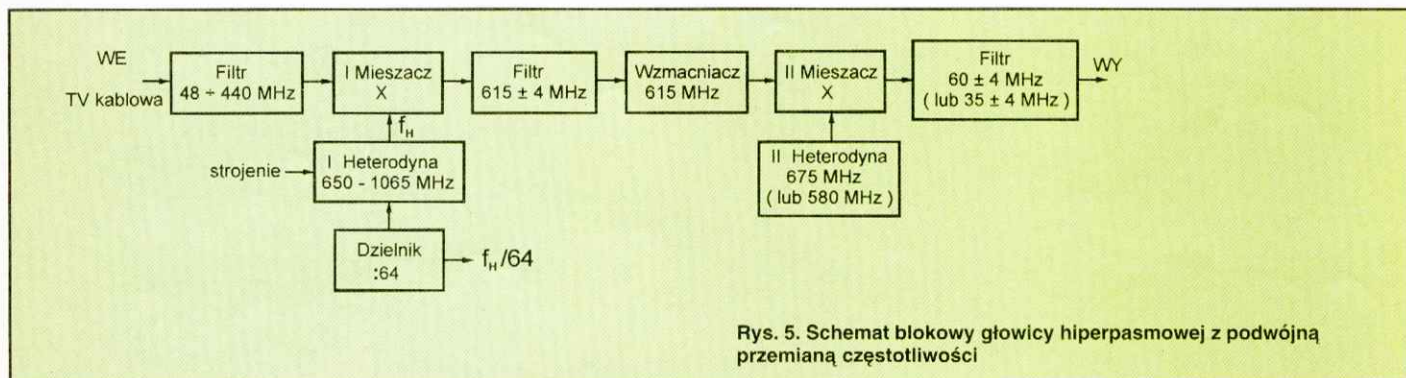 WE
TV kablowa
Filtr
48 ÷ 440 MHz
I Mieszacz
X
Filtr
615 ± 4 MHz
Wzmacniacz
615 MHz
II Mieszacz
X
Filtr
60 ± 4 MHz
( lub 35 ± 4 MHz )
WY
fH
strojenie
I Heterodyna
650 - 1065 MHz
II Heterodyna
675 MHz
( lub 580 MHz )
Dzielnik
:64
fH/64
Rys. 5. Schemat blokowy głowicy hiperpasmowej z podwójną
przemianą częstotliwości